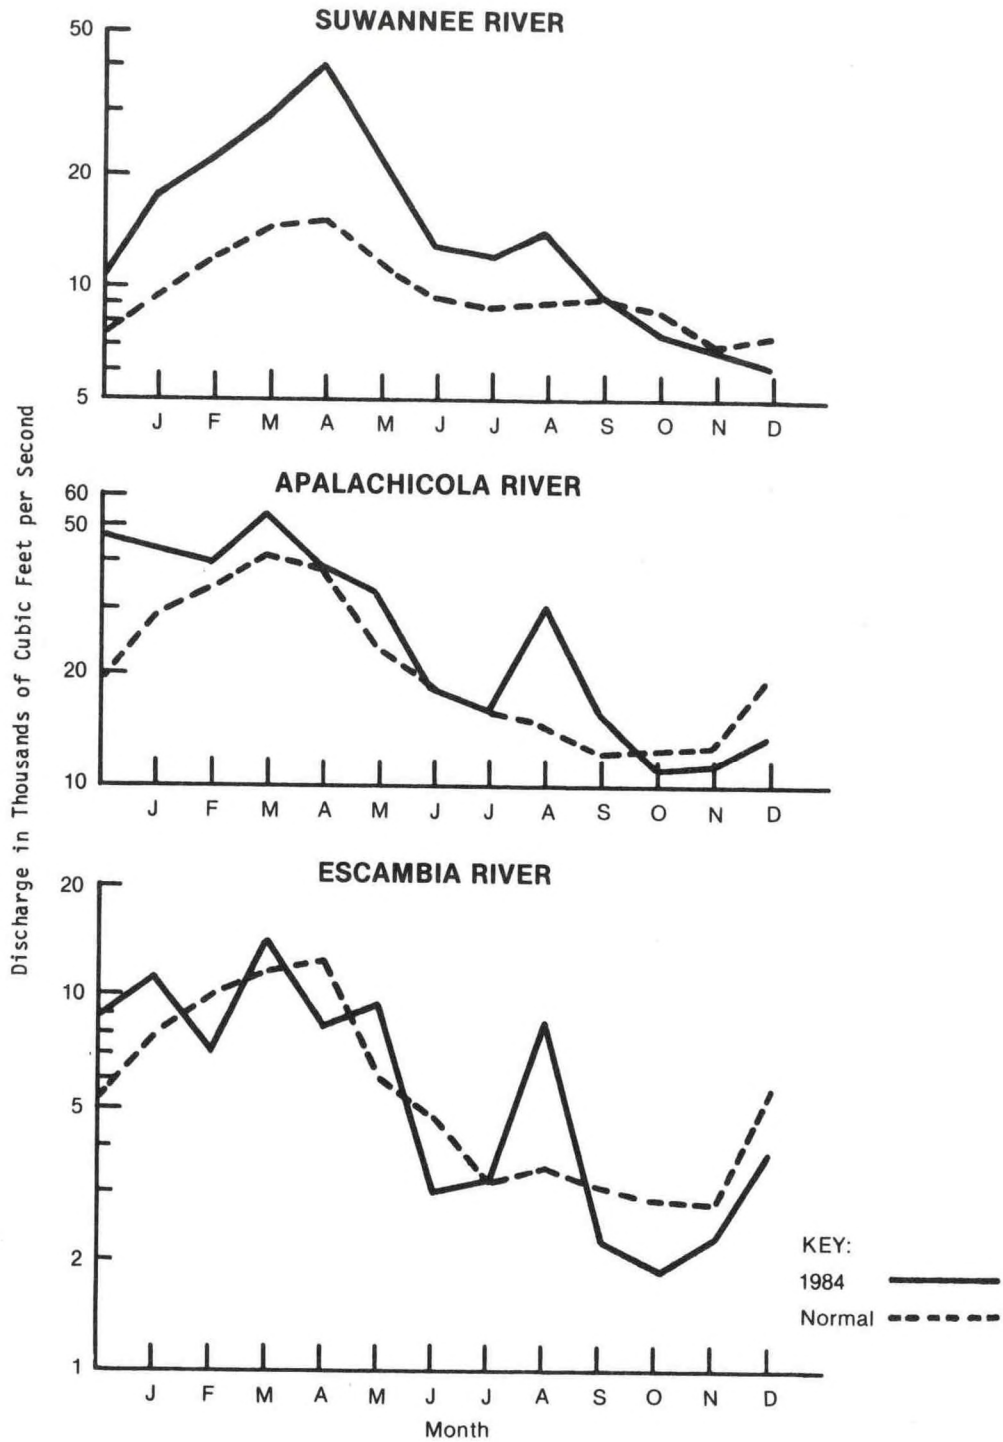 SUWANNEE RIVER
50
20
10
5
J F M A M J J A S O N D
APALACHICOLA RIVER
60
50
20
10
J F M A M J J A S O N D
ESCAMBIA RIVER
20
10
5
2
1
J F M A M J J A S O N D
Month
Discharge in Thousands of Cubic Feet per Second
KEY:
1984
Normal